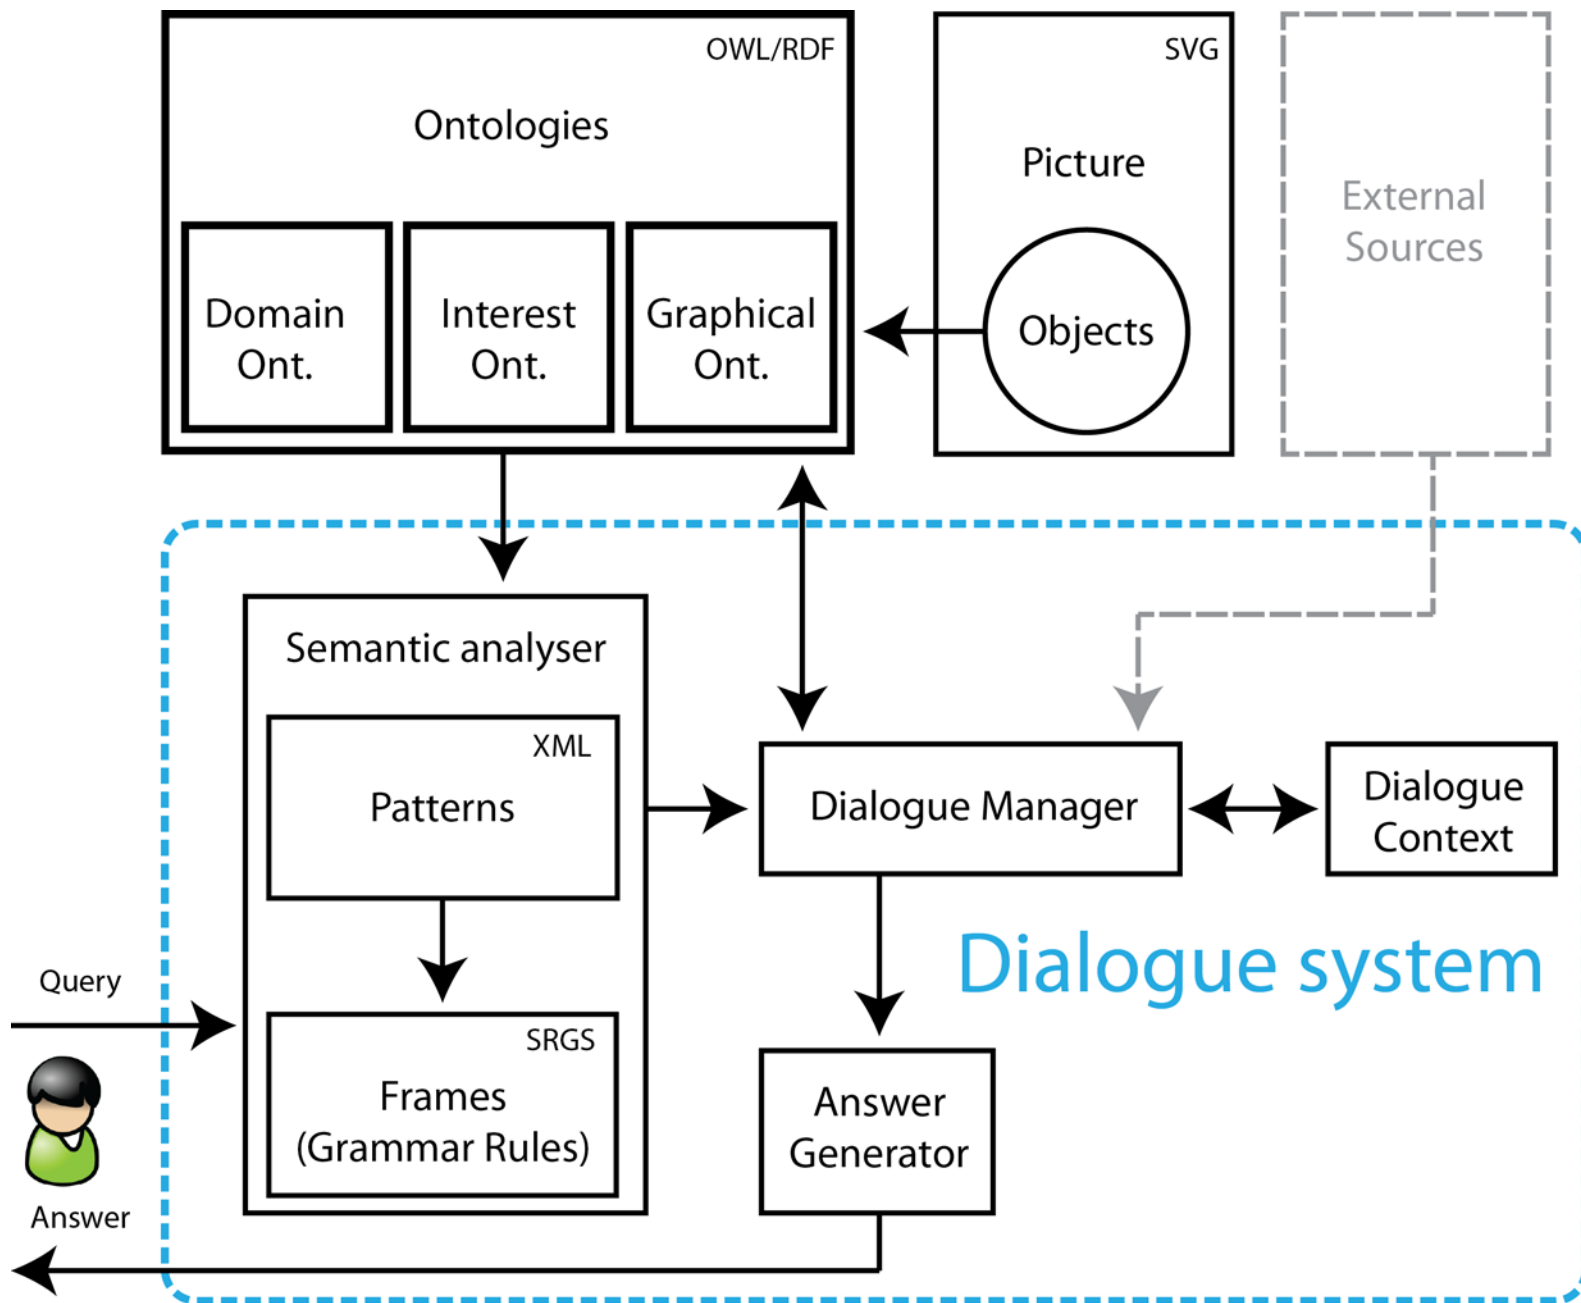 OWL/RDF
Ontologies
Domain
Ont.
Interest
Ont.
Graphical
Ont.
SVG
Picture
Objects
External
Sources
Semantic analyser
XML
Patterns
SRGS
Frames
(Grammar Rules)
Dialogue Manager
Dialogue
Context
Dialogue system
Answer
Generator
Query
Answer